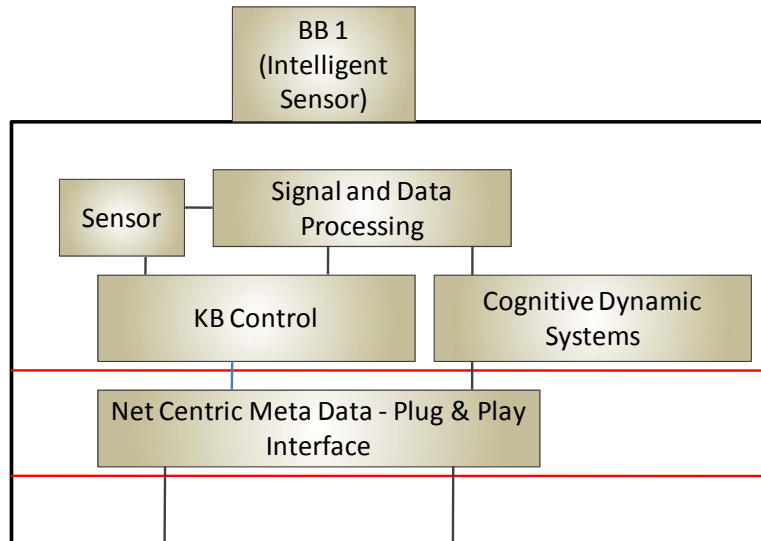 BB 1
(Intelligent
Sensor)
Signal and Data
Processing
Sensor
KB Control
Cognitive Dynamic
Systems
Net Centric Meta Data - Plug & Play
Interface